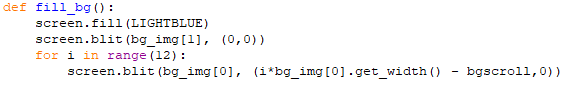 def fill_bg():
    screen.fill(LIGHTBLUE)
    screen.blit(bg_img[1], (0,0))
    for i in range(12):
        screen.blit(bg_img[0], (i*bg_img[0].get_width() - bgscroll,0))